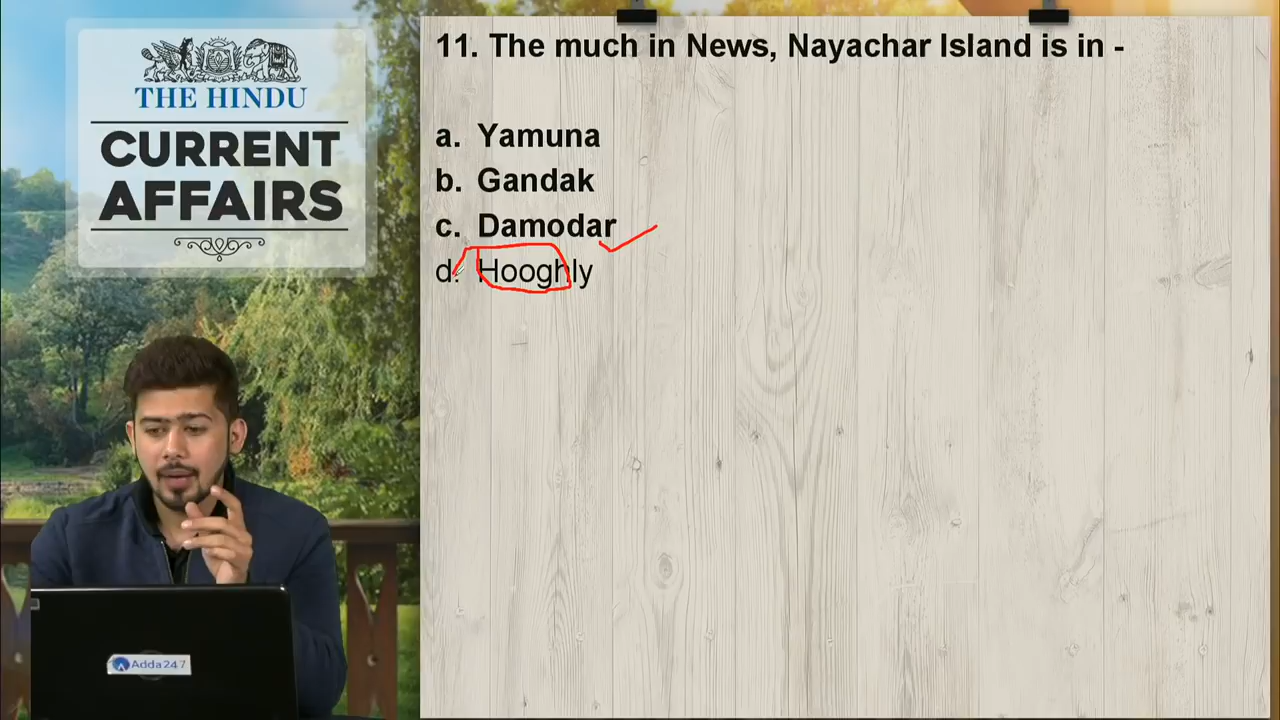 THE HINDU
CURRENT
AFFAIRS
11. The much in News, Nayachar Island is in -
a. Yamuna
b. Gandak
c. Damodar
d. Hooghly
Adda247